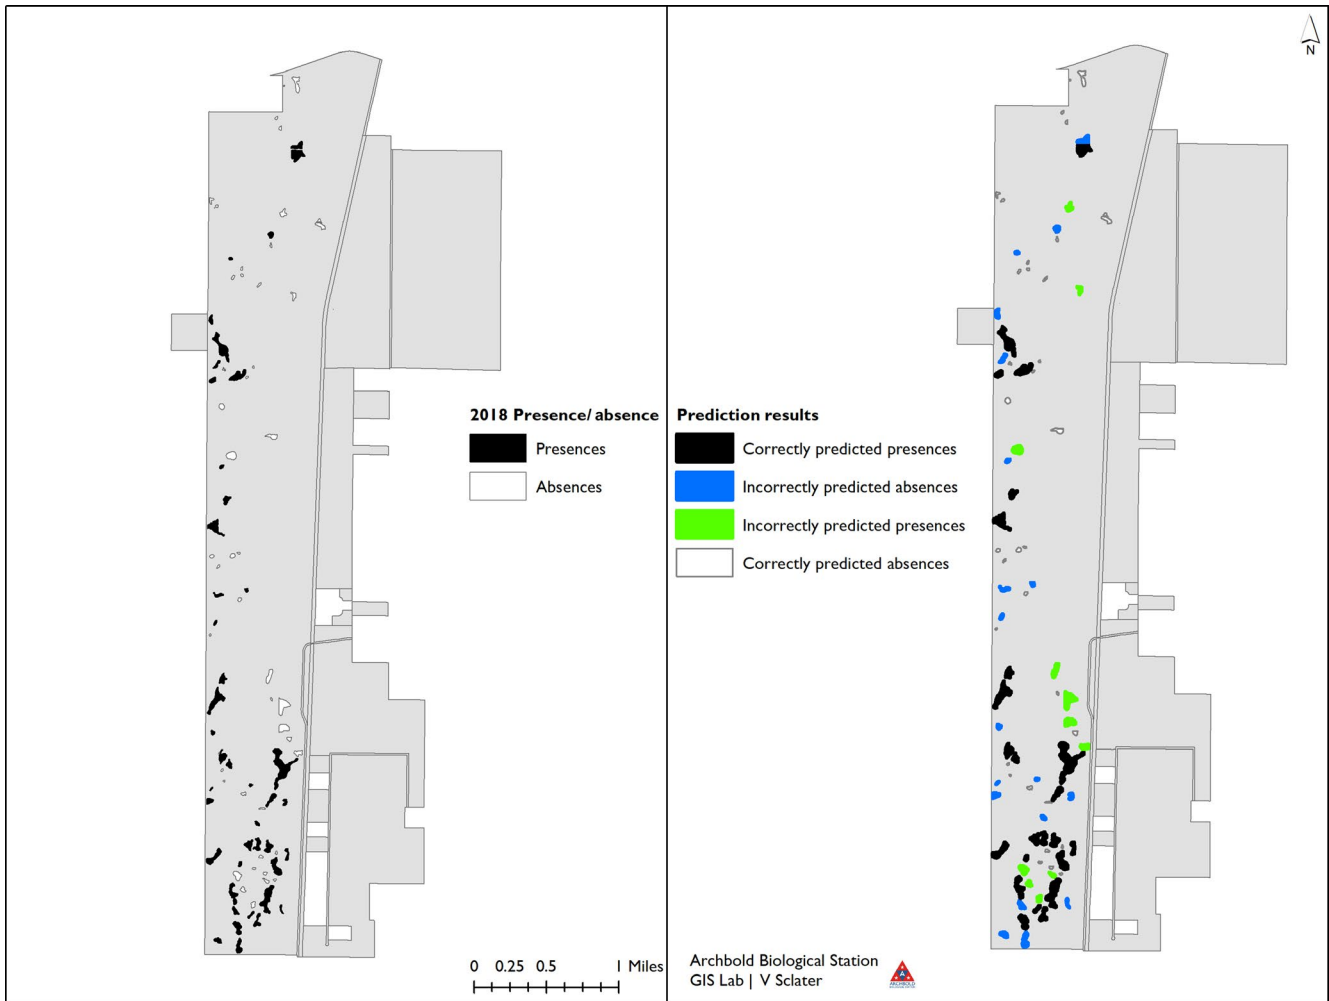 N
2018 Presence/ absence
Presences
Absences
Prediction results
Correctly predicted presences
Incorrectly predicted absences
Incorrectly predicted presences
Correctly predicted absences
0 0.25 0.5 1 Miles
Archbold Biological Station
GIS Lab | V Sclater
ARCHBOLD